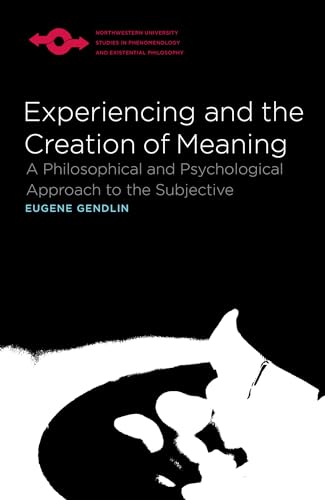 NORTHWESTERN UNIVERSITY
STUDIES IN PHENOMENOLOGY
AND EXISTENTIAL PHILOSOPHY
Experiencing and the
Creation of Meaning
A Philosophical and Psychological
Approach to the Subjective
EUGENE GENDLIN